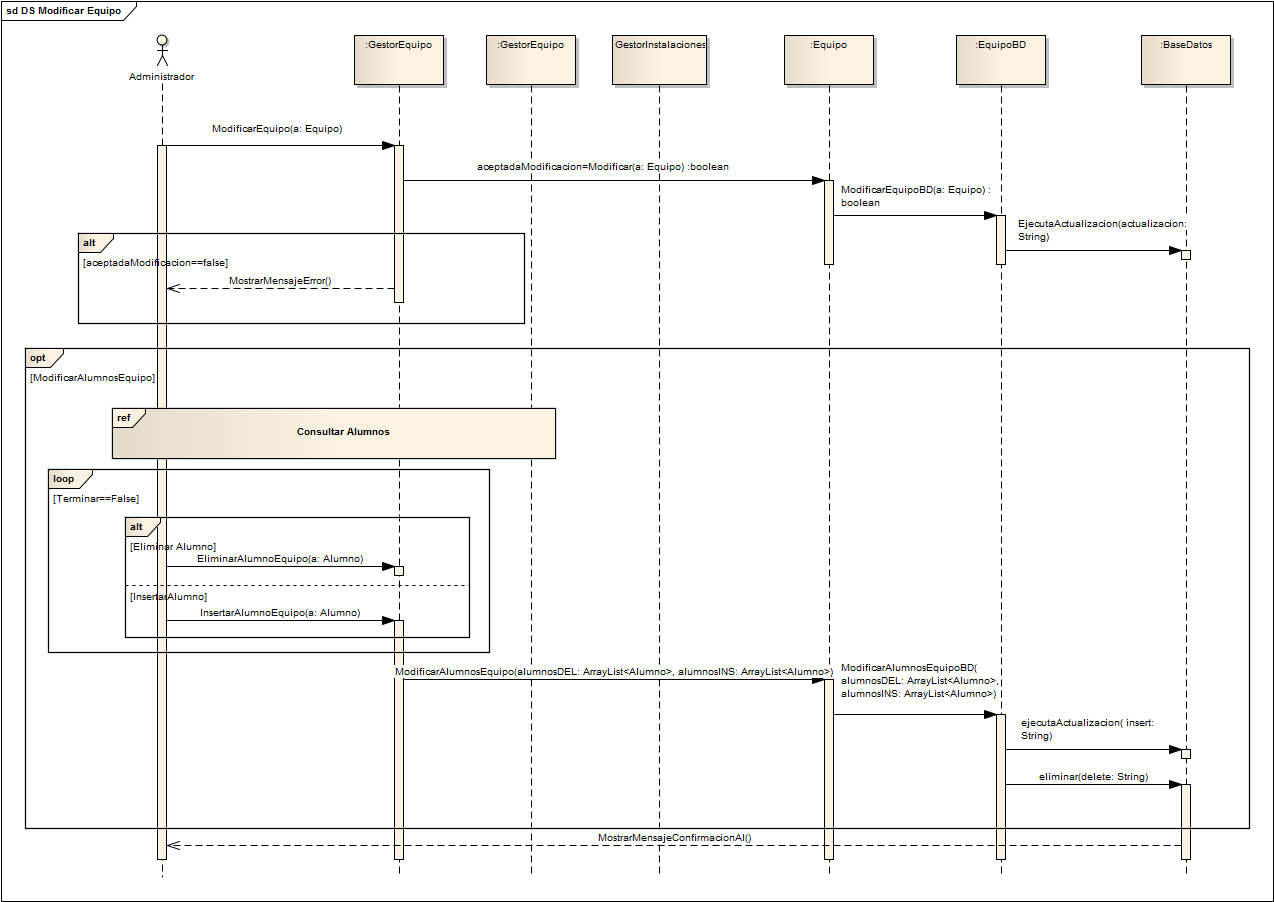 sd DS Modificar Equipo
Administrador
:GestorEquipo
:GestorEquipo
GestorInstalaciones
:Equipo
:EquipoBD
:BaseDatos
ModificarEquipo(a: Equipo)
aceptadaModificacion=Modificar(a: Equipo) :boolean
ModificarEquipoBD(a: Equipo) :
boolean
EjecutaActualizacion(actualizacion:
String)
alt
[aceptadaModificacion==false]
MostrarMensajeError()
opt
[ModificarAlumnosEquipo]
ref
Consultar Alumnos
loop
[Terminar==False]
alt
[Eliminar Alumno]
EliminarAlumnoEquipo(a: Alumno)
[InsertarAlumno]
InsertarAlumnoEquipo(a: Alumno)
ModificarAlumnosEquipo(alumnosDEL: ArrayList<Alumno>, alumnosINS: ArrayList<Alumno>)
ModificarAlumnosEquipoBD(
alumnosDEL: ArrayList<Alumno>,
alumnosINS: ArrayList<Alumno>)
ejecutaActualizacion( insert:
String)
eliminar(delete: String)
MostrarMensajeConfirmacionAl()